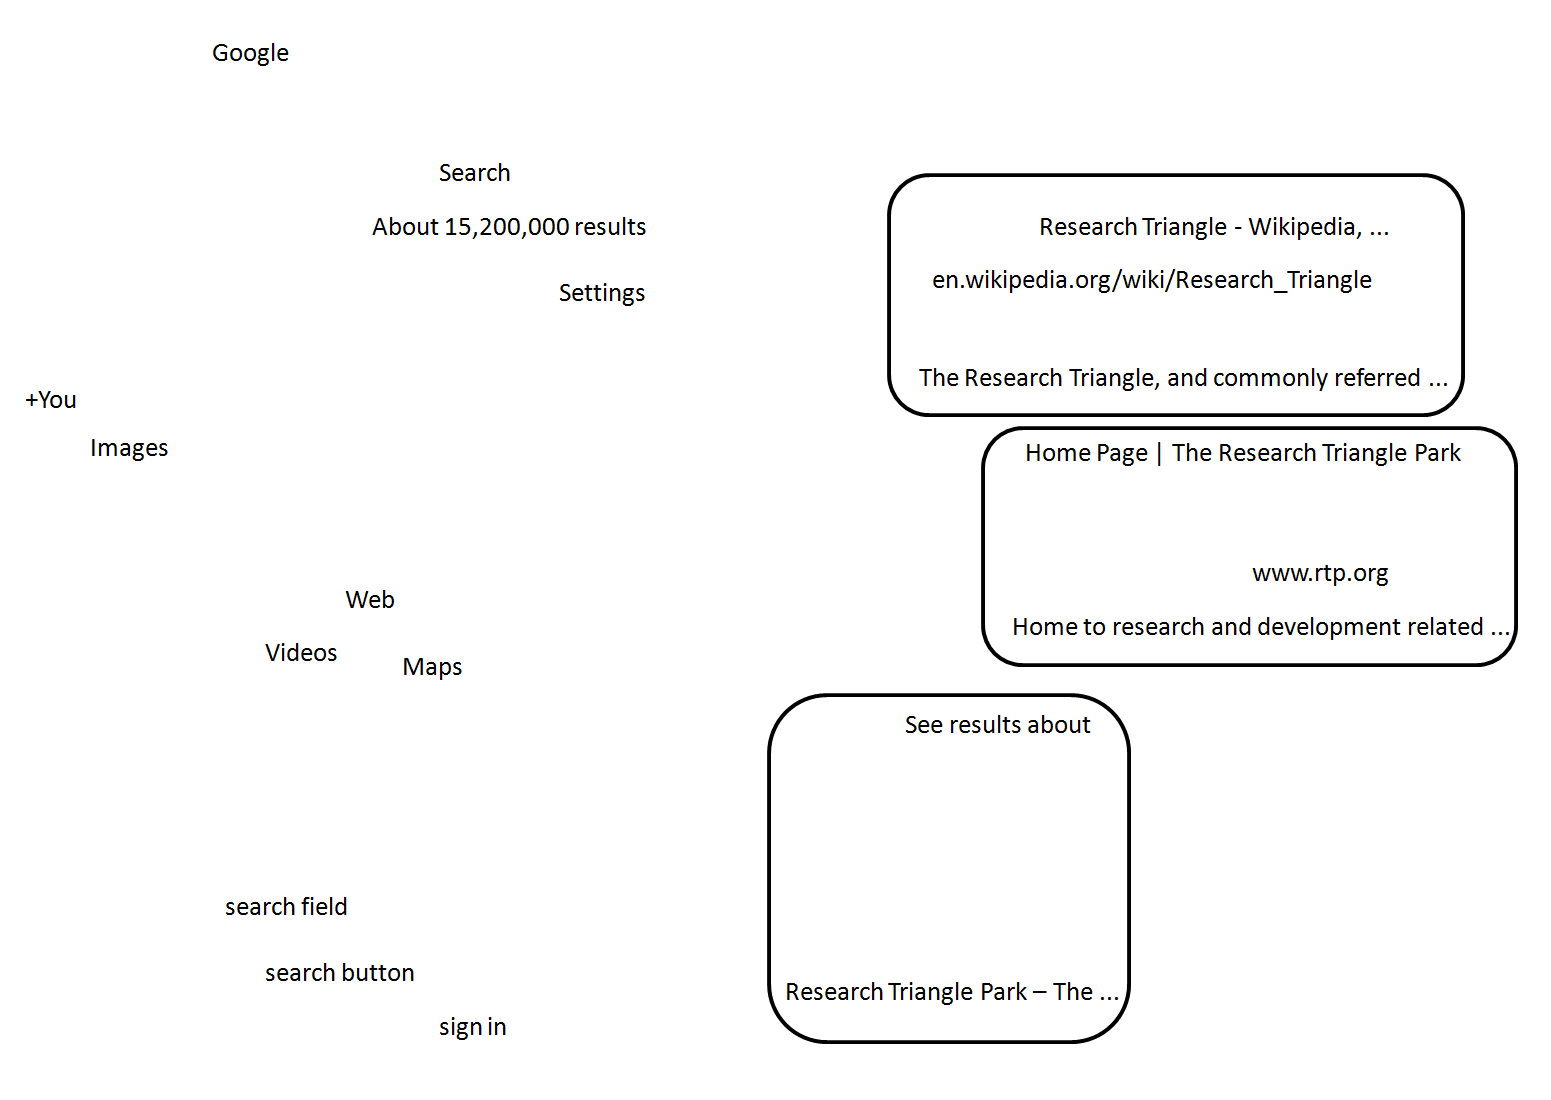 Google
Search
About 15,200,000 results
Settings
+You
Images
Web
Videos
Maps
search field
search button
sign in
Research Triangle - Wikipedia, ...
en.wikipedia.org/wiki/Research_Triangle
The Research Triangle, and commonly referred ...
Home Page | The Research Triangle Park
www.rtp.org
Home to research and development related ...
See results about
Research Triangle Park – The ...